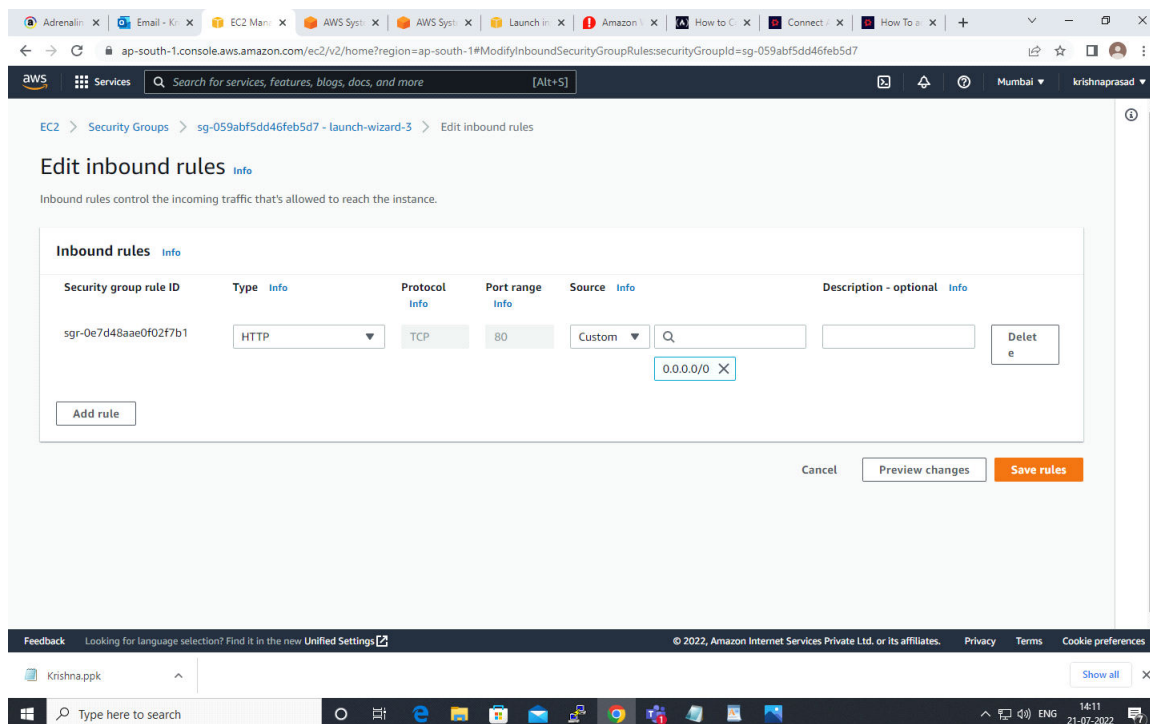 Adrenalin
Email - Kr
EC2 Mana
AWS Syst
AWS Syst
Launch in
Amazon
How to C
Connect A
How To a
ap-south-1.console.aws.amazon.com/ec2/v2/home?region=ap-south-1#ModifyInboundSecurityGroupRules:securityGroupId=sg-059abf5dd46feb5d7
aws
Services
Search for services, features, blogs, docs, and more
[Alt+S]
Mumbai
krishnaprasad
EC2 > Security Groups > sg-059abf5dd46feb5d7 - launch-wizard-3 > Edit inbound rules
Edit inbound rules Info
Inbound rules control the incoming traffic that's allowed to reach the instance.
Inbound rules Info
Security group rule ID
Type Info
Protocol
Info
Port range
Info
Source Info
Description - optional Info
sgr-0e7d48aae0f02f7b1
HTTP
TCP
80
Custom
0.0.0.0/0
Delet
e
Add rule
Cancel
Preview changes
Save rules
Feedback
Looking for language selection? Find it in the new Unified Settings
© 2022, Amazon Internet Services Private Ltd. or its affiliates.
Privacy
Terms
Cookie preferences
Krishna.ppk
Show all
Type here to search
ENG
14:11
21-07-2022